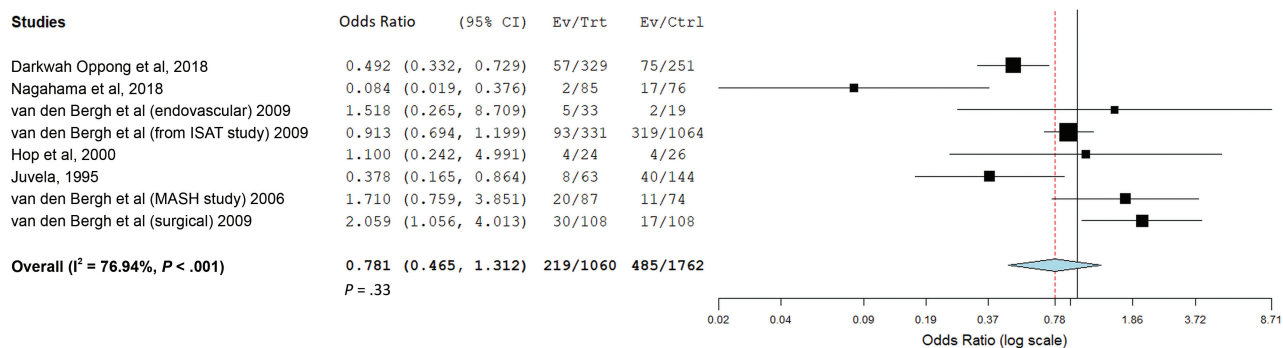 Studies Odds Ratio (95% CI) Ev/Trt Ev/Ctrl
Darkwah Oppong et al, 2018 0.492 (0.332, 0.729) 57/329 75/251
Nagahama et al, 2018 0.084 (0.019, 0.376) 2/85 17/76
van den Bergh et al (endovascular) 2009 1.518 (0.265, 8.709) 5/33 2/19
van den Bergh et al (from ISAT study) 2009 0.913 (0.694, 1.199) 93/331 319/1064
Hop et al, 2000 1.100 (0.242, 4.991) 4/24 4/26
Juvela, 1995 0.378 (0.165, 0.864) 8/63 40/144
van den Bergh et al (MASH study) 2006 1.710 (0.759, 3.851) 20/87 11/74
van den Bergh et al (surgical) 2009 2.059 (1.056, 4.013) 30/108 17/108
Overall (I² = 76.94%, P < .001) 0.781 (0.465, 1.312) 219/1060 485/1762
P = .33
0.02 0.04 0.09 0.19 0.37 0.78 1.86 3.72 8.71
Odds Ratio (log scale)